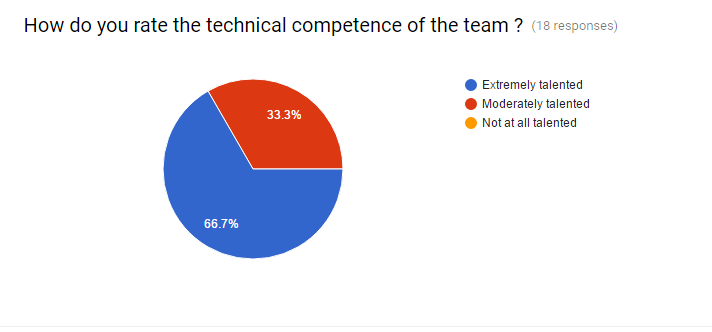 How do you rate the technical competence of the team ? (18 responses)
Extremely talented
Moderately talented
Not at all talented
33.3%
66.7%